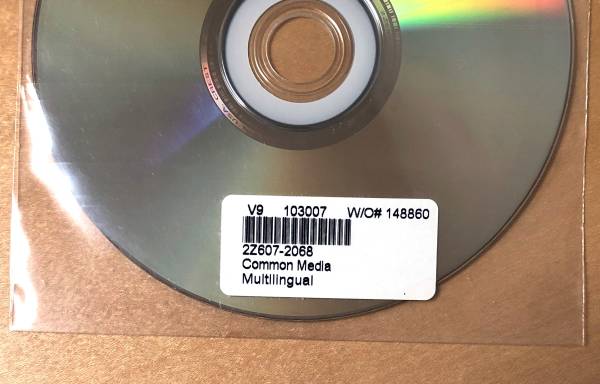 V9 103007 W/O# 148860
2Z607-2068
Common Media
Multilingual